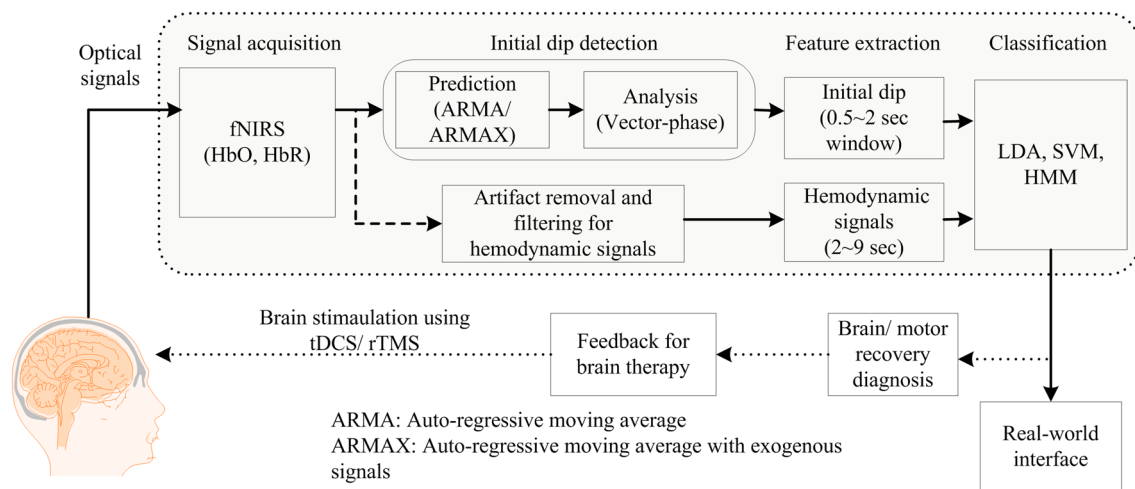 Optical
signals
Signal acquisition
Initial dip detection
Feature extraction
Classification
fNIRS
(HbO, HbR)
Prediction
(ARMA/
ARMAX)
Analysis
(Vector-phase)
Initial dip
(0.5~2 sec
window)
LDA, SVM,
HMM
Artifact removal and
filtering for
hemodynamic signals
Hemodynamic
signals
(2~9 sec)
Brain stimaulation using
tDCS/ rTMS
Feedback for
brain therapy
Brain/ motor
recovery
diagnosis
Real-world
interface
ARMA: Auto-regressive moving average
ARMAX: Auto-regressive moving average with exogenous
signals